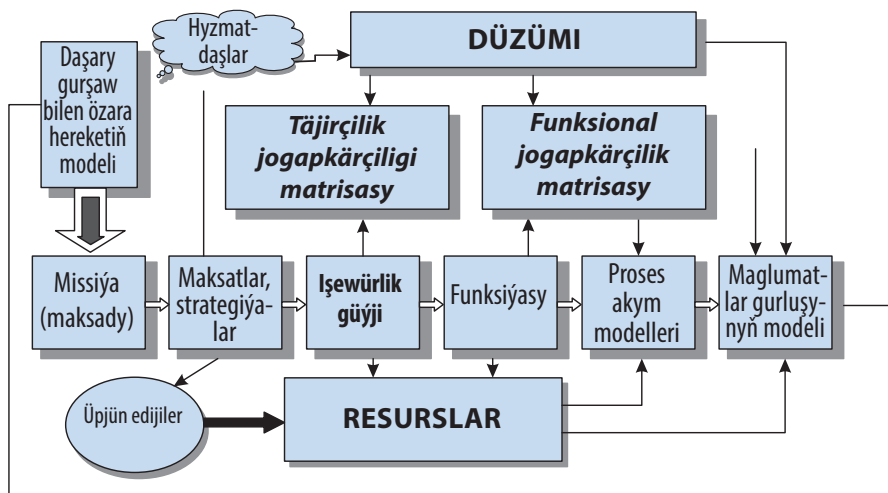 Daşary
gurşaw
bilen özara
hereketiň
modeli
Hyzmat-
daşlar
DÜZÜMI
Täjirçilik
jogapkärçiligi
matrisasy
Funksional
jogapkärçilik
matrisasy
Missiýa
(maksady)
Maksatlar,
strategiýa-
lar
Işewürlik
güýji
Funksiýasy
Proses
akym
modelleri
Maglumat-
lar gurluşy-
nyň modeli
Üpjün edijiler
RESURSLAR